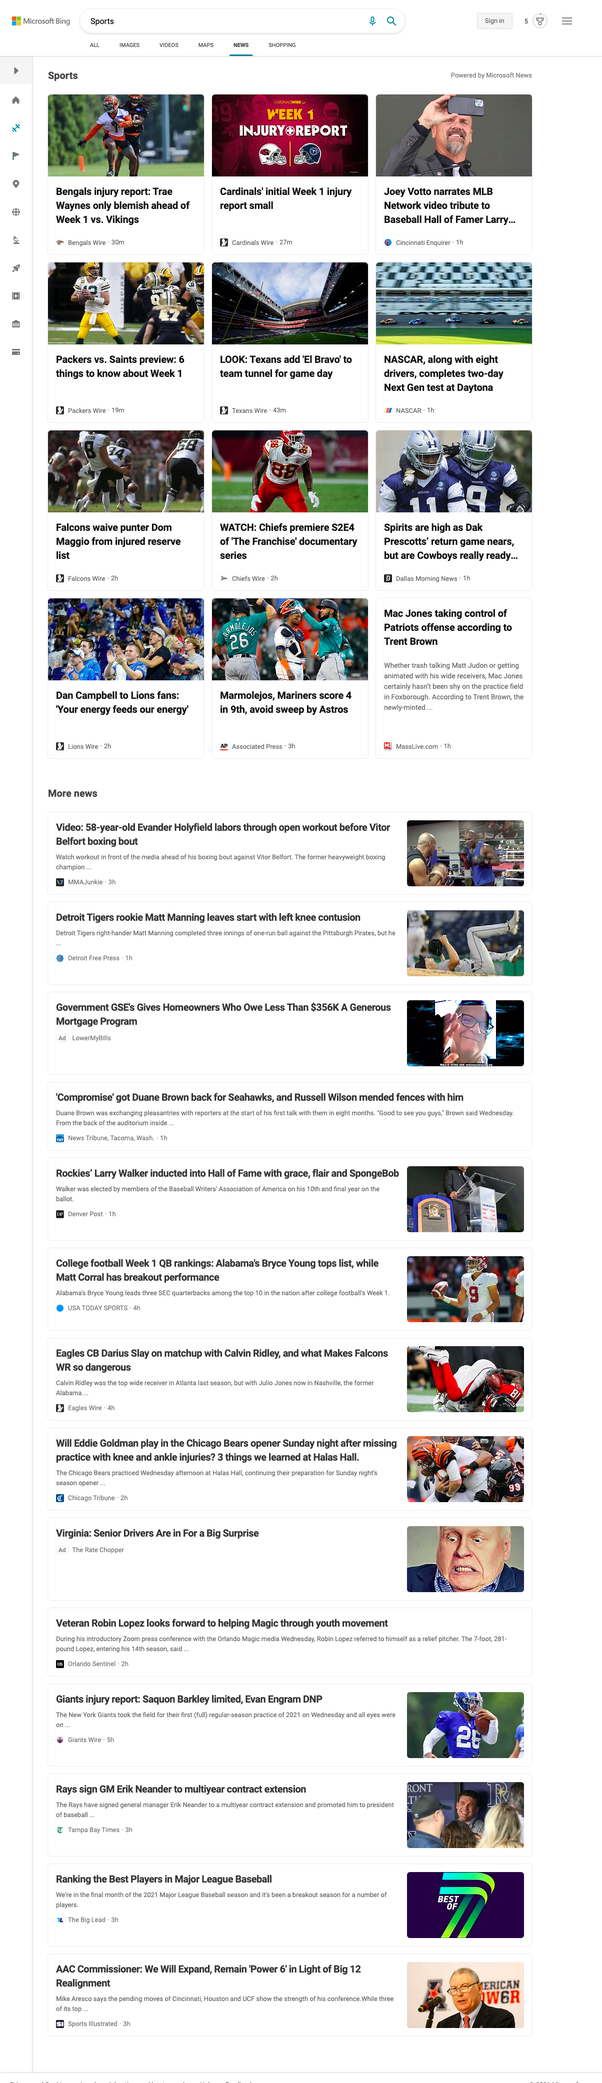 Microsoft Bing
Sports
Sign in
5
ALL
IMAGES
VIDEOS
MAPS
NEWS
SHOPPING
Sports
Powered by Microsoft News
WEEK 1
INJURY REPORT
Bengals injury report: Trae
Waynes only blemish ahead of
Week 1 vs. Vikings
Bengals Wire · 30m
Cardinals' initial Week 1 injury
report small
Cardinals Wire · 27m
Joey Votto narrates MLB
Network video tribute to
Baseball Hall of Famer Larry...
Cincinnati Enquirer · 1h
Packers vs. Saints preview: 6
things to know about Week 1
Packers Wire · 19m
LOOK: Texans add 'El Bravo' to
team tunnel for game day
Texans Wire · 43m
NASCAR, along with eight
drivers, completes two-day
Next Gen test at Daytona
NASCAR · 1h
Falcons waive punter Dom
Maggio from injured reserve
list
Falcons Wire · 2h
WATCH: Chiefs premiere S2E4
of 'The Franchise' documentary
series
Chiefs Wire · 2h
Spirits are high as Dak
Prescotts' return game nears,
but are Cowboys really ready...
Dallas Morning News · 1h
Dan Campbell to Lions fans:
'Your energy feeds our energy'
Lions Wire · 2h
Marmolejos, Mariners score 4
in 9th, avoid sweep by Astros
AP Associated Press · 3h
Mac Jones taking control of
Patriots offense according to
Trent Brown
Whether trash talking Matt Judon or getting
animated with his wide receivers, Mac Jones
certainly hasn't been shy on the practice field
in Foxborough. According to Trent Brown, the
newly-minted ...
MassLive.com · 1h
More news
Video: 58-year-old Evander Holyfield labors through open workout before Vitor
Belfort boxing bout
Watch workout in front of the media ahead of his boxing bout against Vitor Belfort. The former heavyweight boxing
champion ...
MMAJunkie · 3h
Detroit Tigers rookie Matt Manning leaves start with left knee contusion
Detroit Tigers right-hander Matt Manning completed three innings of one-run ball against the Pittsburgh Pirates, but he
...
Detroit Free Press · 1h
Government GSE's Gives Homeowners Who Owe Less Than $356K A Generous
Mortgage Program
Ad LowerMyBills
'Compromise' got Duane Brown back for Seahawks, and Russell Wilson mended fences with him
Duane Brown was exchanging pleasantries with reporters at the start of his first talk with them in eight months. "Good to see you guys," Brown said Wednesday.
From the back of the auditorium inside ...
News Tribune, Tacoma, Wash. · 1h
Rockies' Larry Walker inducted into Hall of Fame with grace, flair and SpongeBob
Walker was elected by members of the Baseball Writers' Association of America on his 10th and final year on the
ballot.
Denver Post · 1h
College football Week 1 QB rankings: Alabama's Bryce Young tops list, while
Matt Corral has breakout performance
Alabama's Bryce Young leads three SEC quarterbacks among the top 10 in the nation after college football's Week 1.
USA TODAY SPORTS · 4h
Eagles CB Darius Slay on matchup with Calvin Ridley, and what Makes Falcons
WR so dangerous
Calvin Ridley was the top wide receiver in Atlanta last season, but with Julio Jones now in Nashville, the former
Alabama ...
Eagles Wire · 4h
Will Eddie Goldman play in the Chicago Bears opener Sunday night after missing
practice with knee and ankle injuries? 3 things we learned at Halas Hall.
The Chicago Bears practiced Wednesday afternoon at Halas Hall, continuing their preparation for Sunday night's
season opener ...
Chicago Tribune · 2h
Virginia: Senior Drivers Are in For a Big Surprise
Ad The Rate Chopper
Veteran Robin Lopez looks forward to helping Magic through youth movement
During his introductory Zoom press conference with the Orlando Magic media Wednesday, Robin Lopez referred to himself as a relief pitcher. The 7-foot, 281-
pound Lopez, entering his 14th season, said ...
Orlando Sentinel · 2h
Giants injury report: Saquon Barkley limited, Evan Engram DNP
The New York Giants took the field for their first (full) regular-season practice of 2021 on Wednesday and all eyes were
on ...
Giants Wire · 5h
Rays sign GM Erik Neander to multiyear contract extension
The Rays have signed general manager Erik Neander to a multiyear contract extension and promoted him to president
of baseball ...
Tampa Bay Times · 3h
Ranking the Best Players in Major League Baseball
We're in the final month of the 2021 Major League Baseball season and it's been a breakout season for a number of
players.
The Big Lead · 3h
BEST
OF
7
AAC Commissioner: We Will Expand, Remain 'Power 6' in Light of Big 12
Realignment
Mike Aresco says the pending moves of Cincinnati, Houston and UCF show the strength of his conference.While three
of its top ...
Sports Illustrated · 3h